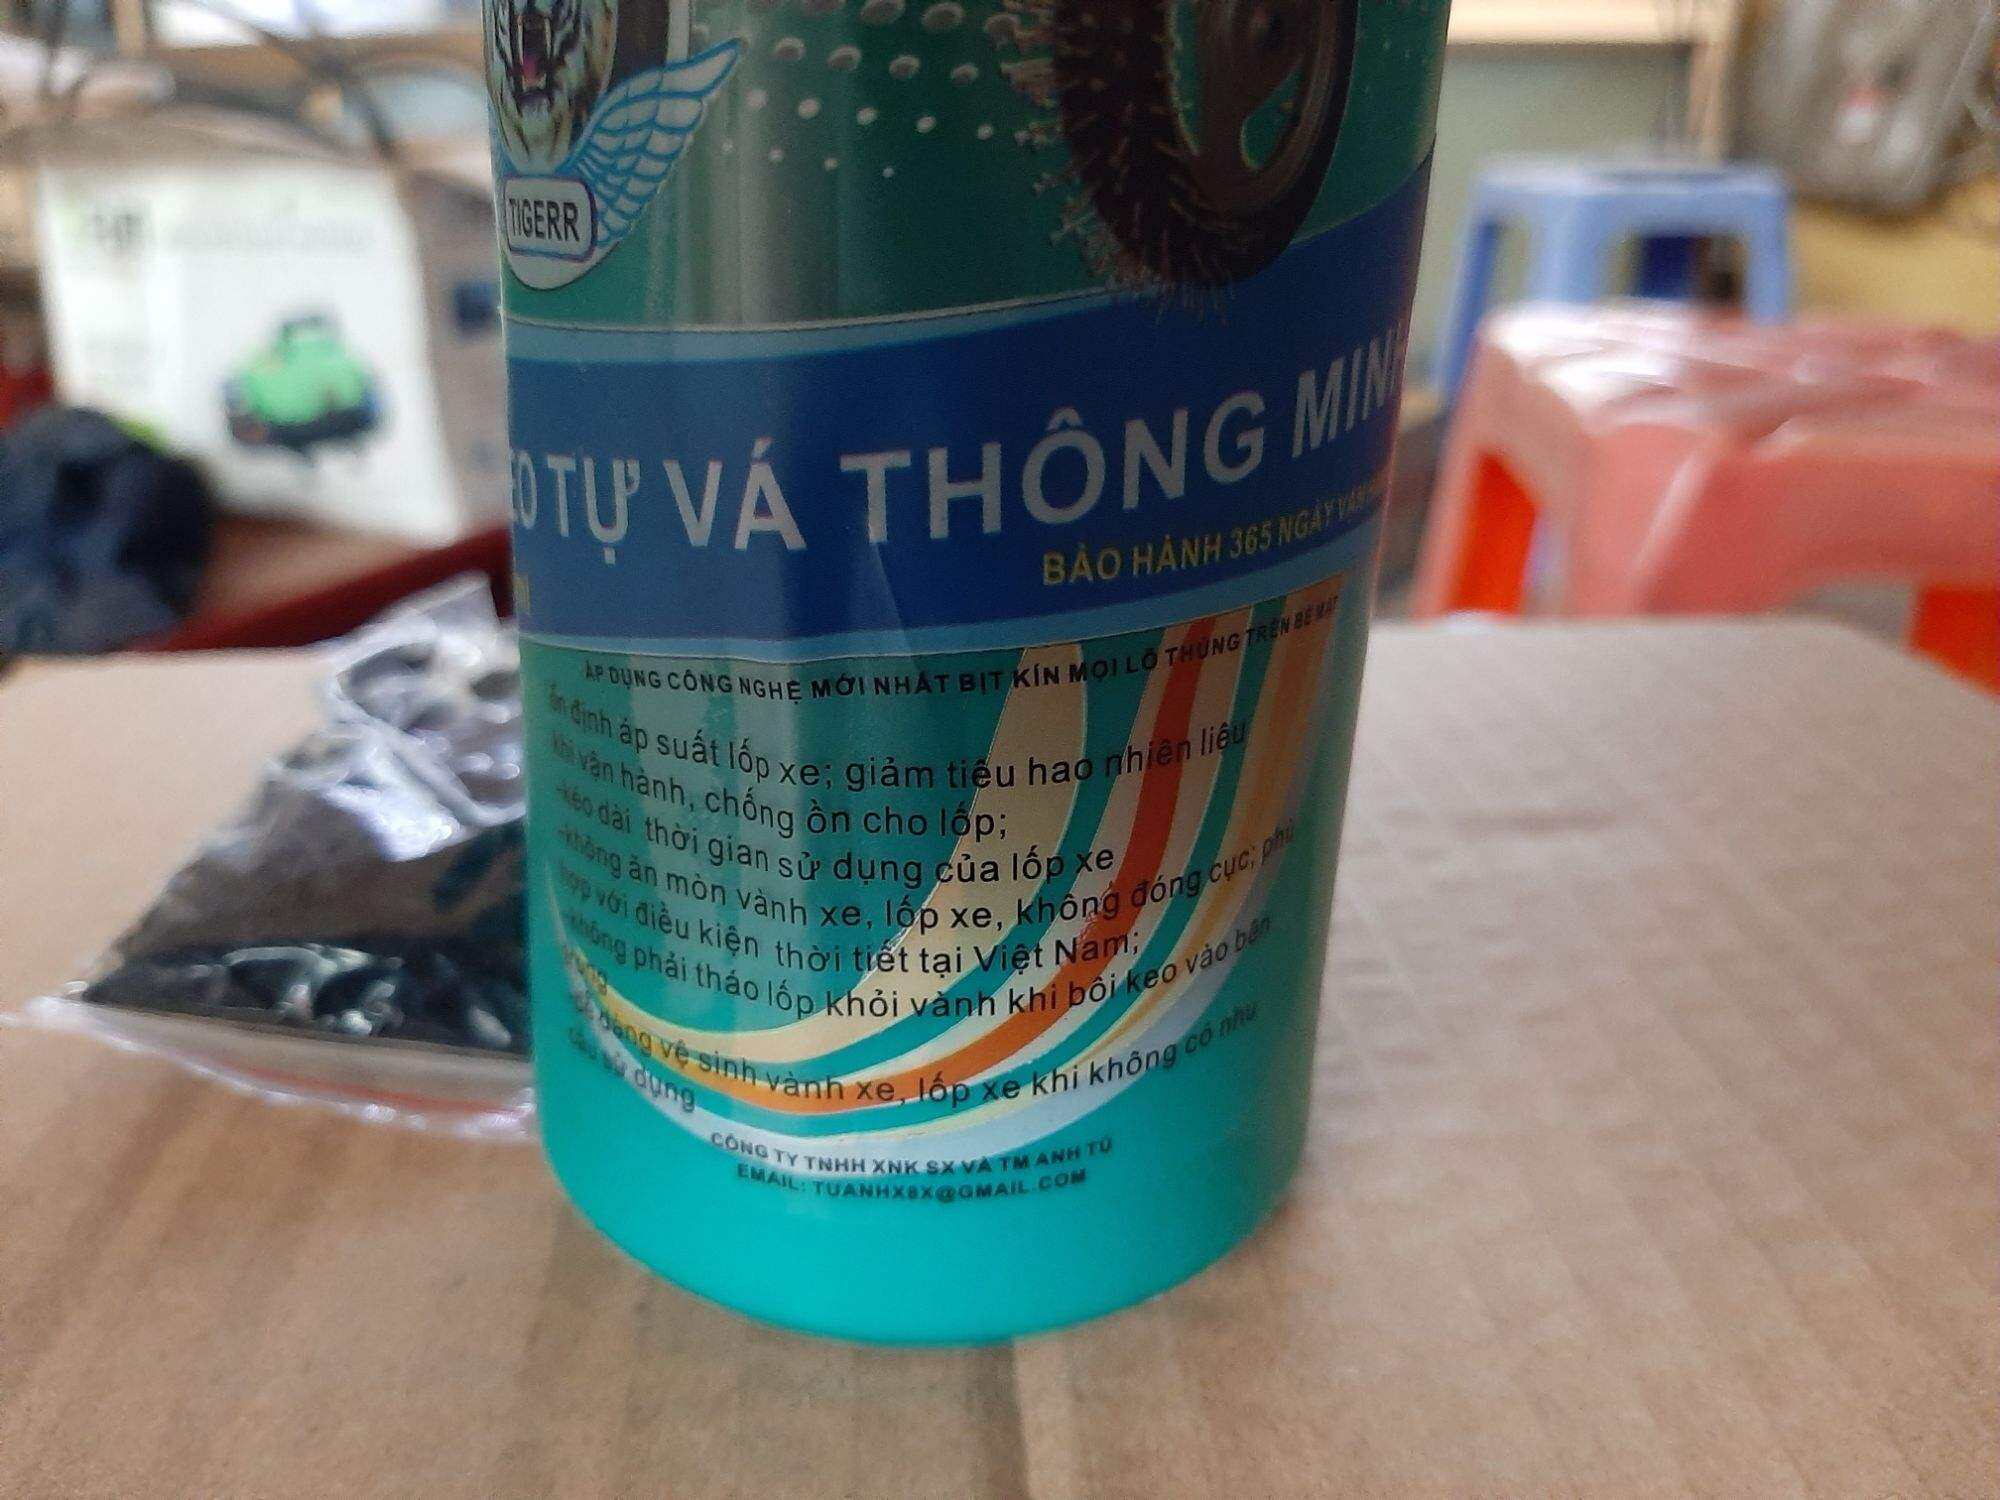 TIGERR
TỰ VÁ THÔNG MINH
BẢO HÀNH 365 NGÀY
ÁP DỤNG CÔNG NGHỆ MỚI NHẤT BỊT KÍN MỌI LỖ THỦNG TRÊN BỀ MẶT
ổn định áp suất lốp xe; giảm tiêu hao nhiên liêu
khi vận hành, chống ồn cho lốp;
-kéo dài thời gian sử dụng của lốp xe
-không ăn mòn vành xe, lốp xe, không đóng cục; phù
hợp với điều kiện thời tiết tại Việt Nam;
-không phải tháo lốp khỏi vành khi bôi keo vào bên
trong
-dễ dàng vệ sinh vành xe, lốp xe khi không có nhu
cầu sử dụng
CÔNG TY TNHH XNK SX VÀ TM ANH TÚ
EMAIL: TUANHX8X@GMAIL.COM